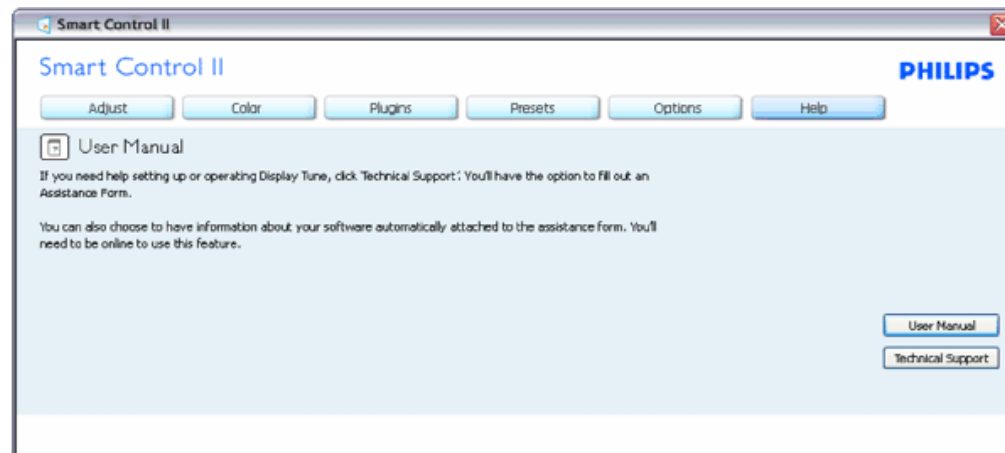 Smart Control II
Smart Control II
PHILIPS
Adjust Color Plugins Presets Options Help
User Manual
If you need help setting up or operating Display Tune, click 'Technical Support'. You'll have the option to fill out an
Assistance Form.
You can also choose to have information about your software automatically attached to the assistance form. You'll
need to be online to use this feature.
User Manual
Technical Support